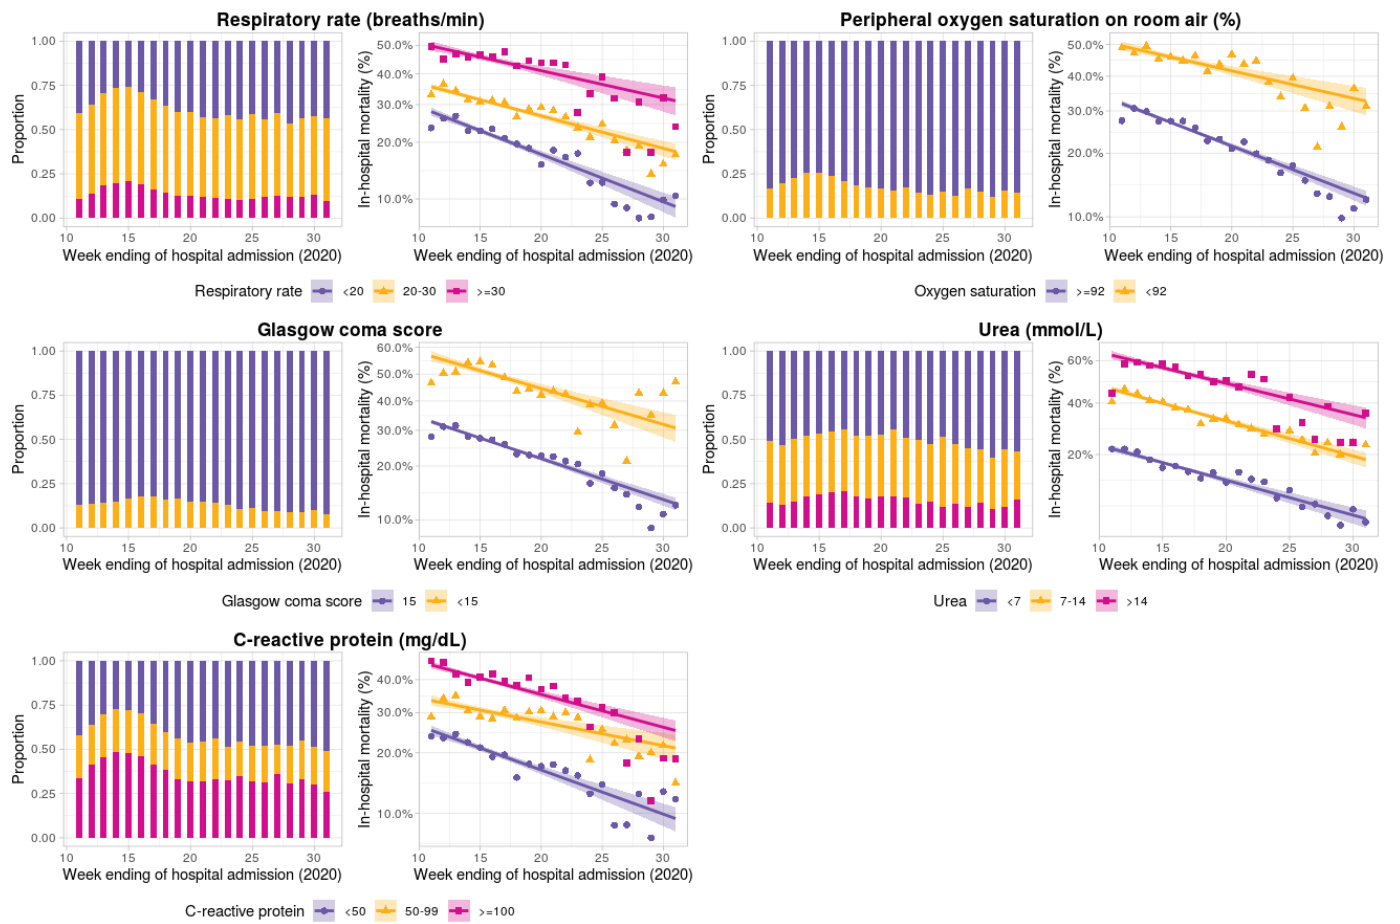 Respiratory rate (breaths/min)
Proportion
1.00
0.75
0.50
0.25
0.00
10 15 20 25 30
Week ending of hospital admission (2020)
In-hospital mortality (%)
50.0%
40.0%
30.0%
20.0%
10.0%
10 15 20 25 30
Week ending of hospital admission (2020)
Respiratory rate <20 20-30 >=30
Peripheral oxygen saturation on room air (%)
Proportion
1.00
0.75
0.50
0.25
0.00
10 15 20 25 30
Week ending of hospital admission (2020)
In-hospital mortality (%)
50.0%
40.0%
30.0%
20.0%
10.0%
10 15 20 25 30
Week ending of hospital admission (2020)
Oxygen saturation >=92 <92
Glasgow coma score
Proportion
1.00
0.75
0.50
0.25
0.00
10 15 20 25 30
Week ending of hospital admission (2020)
In-hospital mortality (%)
60.0%
50.0%
40.0%
30.0%
20.0%
10.0%
10 15 20 25 30
Week ending of hospital admission (2020)
Glasgow coma score 15 <15
Urea (mmol/L)
Proportion
1.00
0.75
0.50
0.25
0.00
10 15 20 25 30
Week ending of hospital admission (2020)
In-hospital mortality (%)
60%
40%
20%
10 15 20 25 30
Week ending of hospital admission (2020)
Urea <7 7-14 >14
C-reactive protein (mg/dL)
Proportion
1.00
0.75
0.50
0.25
0.00
10 15 20 25 30
Week ending of hospital admission (2020)
In-hospital mortality (%)
40.0%
30.0%
20.0%
10.0%
10 15 20 25 30
Week ending of hospital admission (2020)
C-reactive protein <50 50-99 >=100